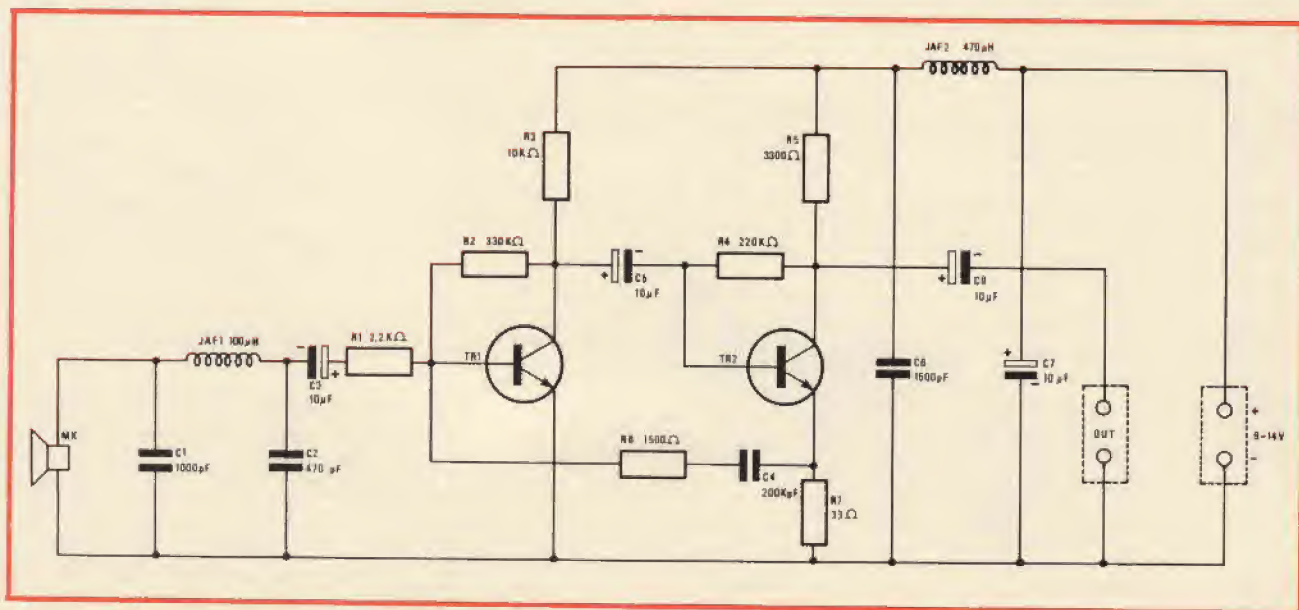 JAF2 470µH
R3
10KΩ
R5
3300Ω
R2 330KΩ
C5
10µF
R4 220KΩ
C8
10µF
JAF1 100µH
C3
10µF
R1 2,2KΩ
TR1
TR2
C6
1500pF
C7
10µF
MK
C1
1000pF
C2
470 pF
R6 1500Ω
C4
200KpF
R7
33Ω
OUT
9-14V
+
-